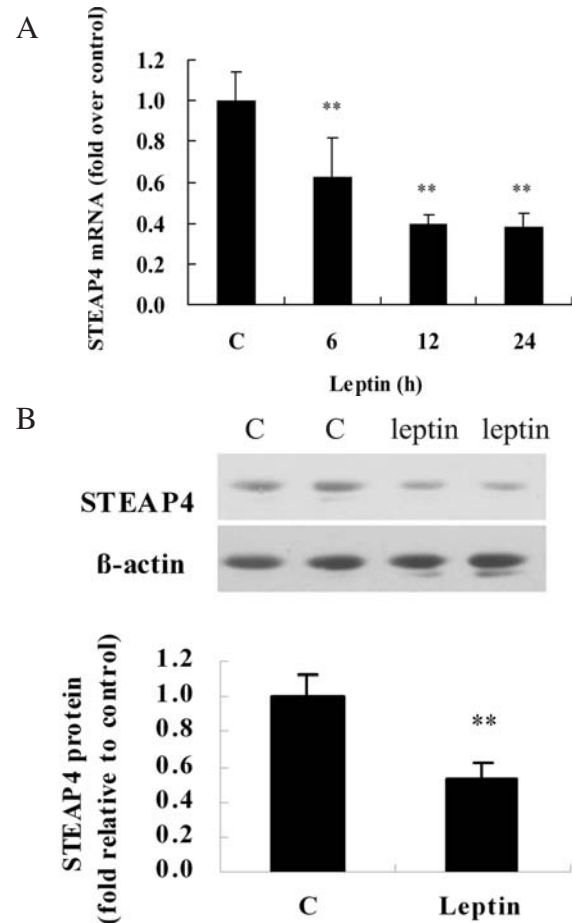 A
STEAP4 mRNA (fold over control)
1.2
1.0
0.8
0.6
0.4
0.2
0.0
**
**
**
C 6 12 24
Leptin (h)
B
C C leptin leptin
STEAP4
ß-actin
STEAP4 protein
(fold relative to control)
1.2
1.0
0.8
0.6
0.4
0.2
0.0
**
C Leptin